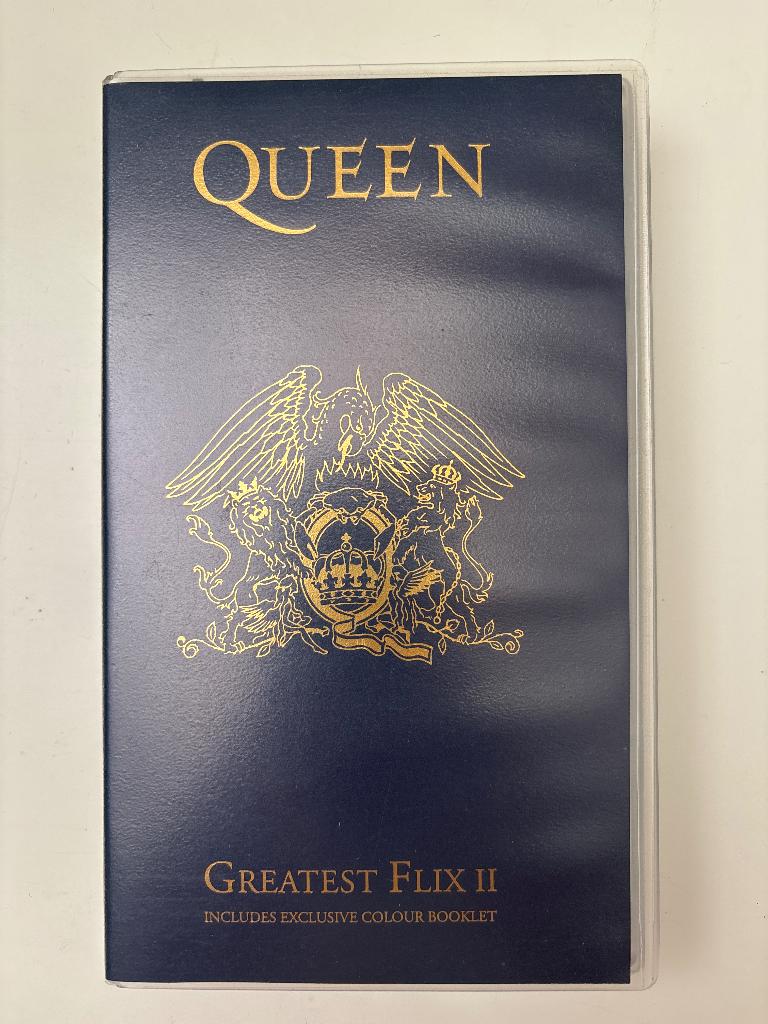 QUEEN
GREATEST FLIX II
INCLUDES EXCLUSIVE COLOUR BOOKLET